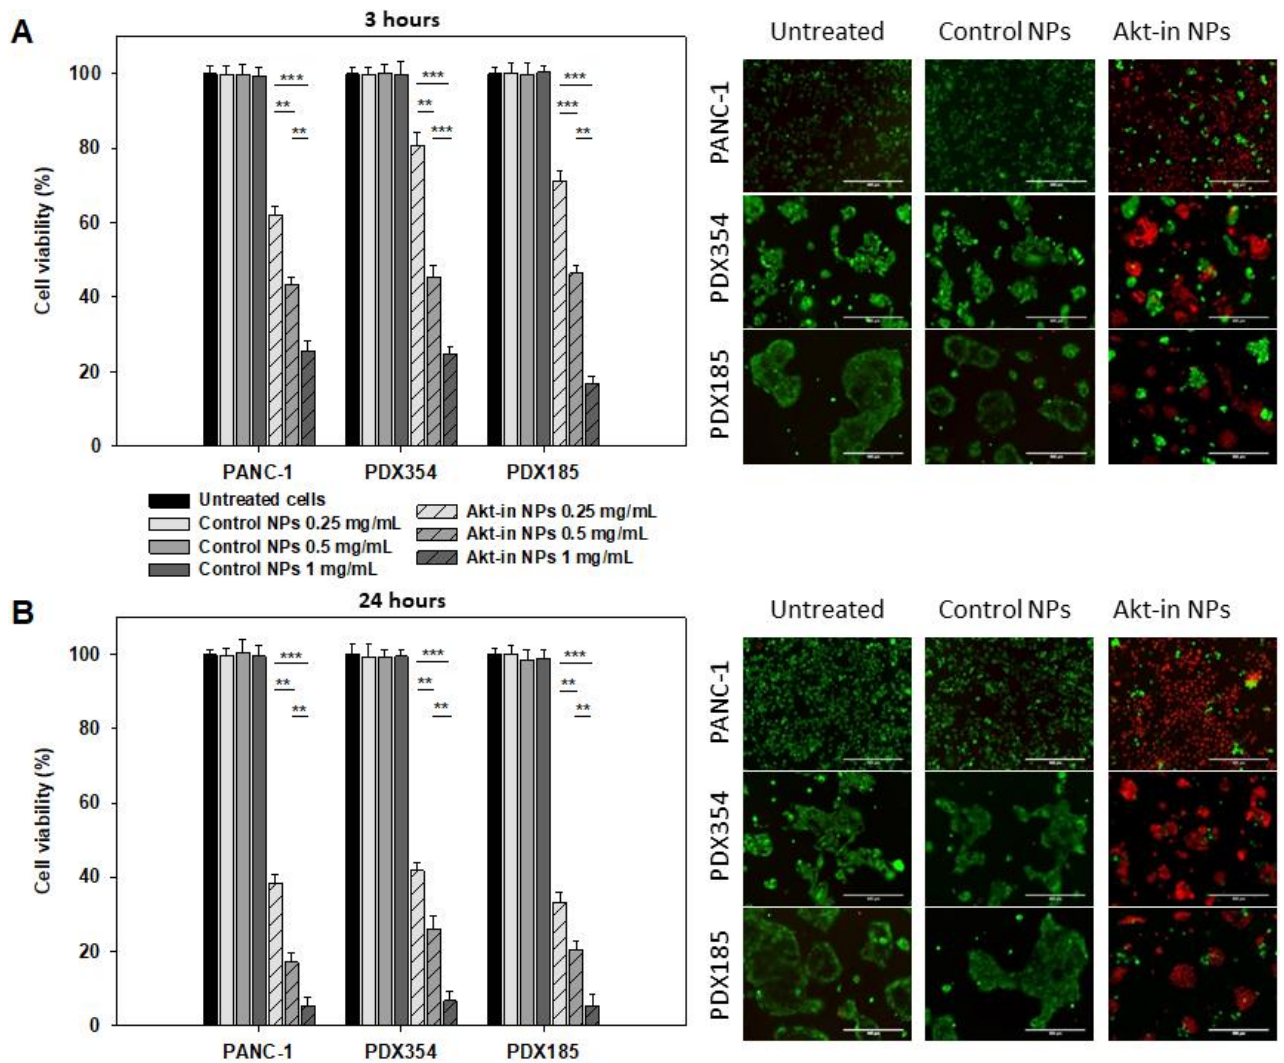 A
3 hours
Untreated
Control NPs
Akt-in NPs
Cell viability (%)
100
80
60
40
20
0
***
**
**
***
**
***
***
***
**
PANC-1
PDX354
PDX185
PANC-1
PDX354
PDX185
Untreated cells
Control NPs 0.25 mg/mL
Control NPs 0.5 mg/mL
Control NPs 1 mg/mL
Akt-in NPs 0.25 mg/mL
Akt-in NPs 0.5 mg/mL
Akt-in NPs 1 mg/mL
B
24 hours
Untreated
Control NPs
Akt-in NPs
Cell viability (%)
100
80
60
40
20
0
***
**
**
***
**
**
***
**
**
PANC-1
PDX354
PDX185
PANC-1
PDX354
PDX185